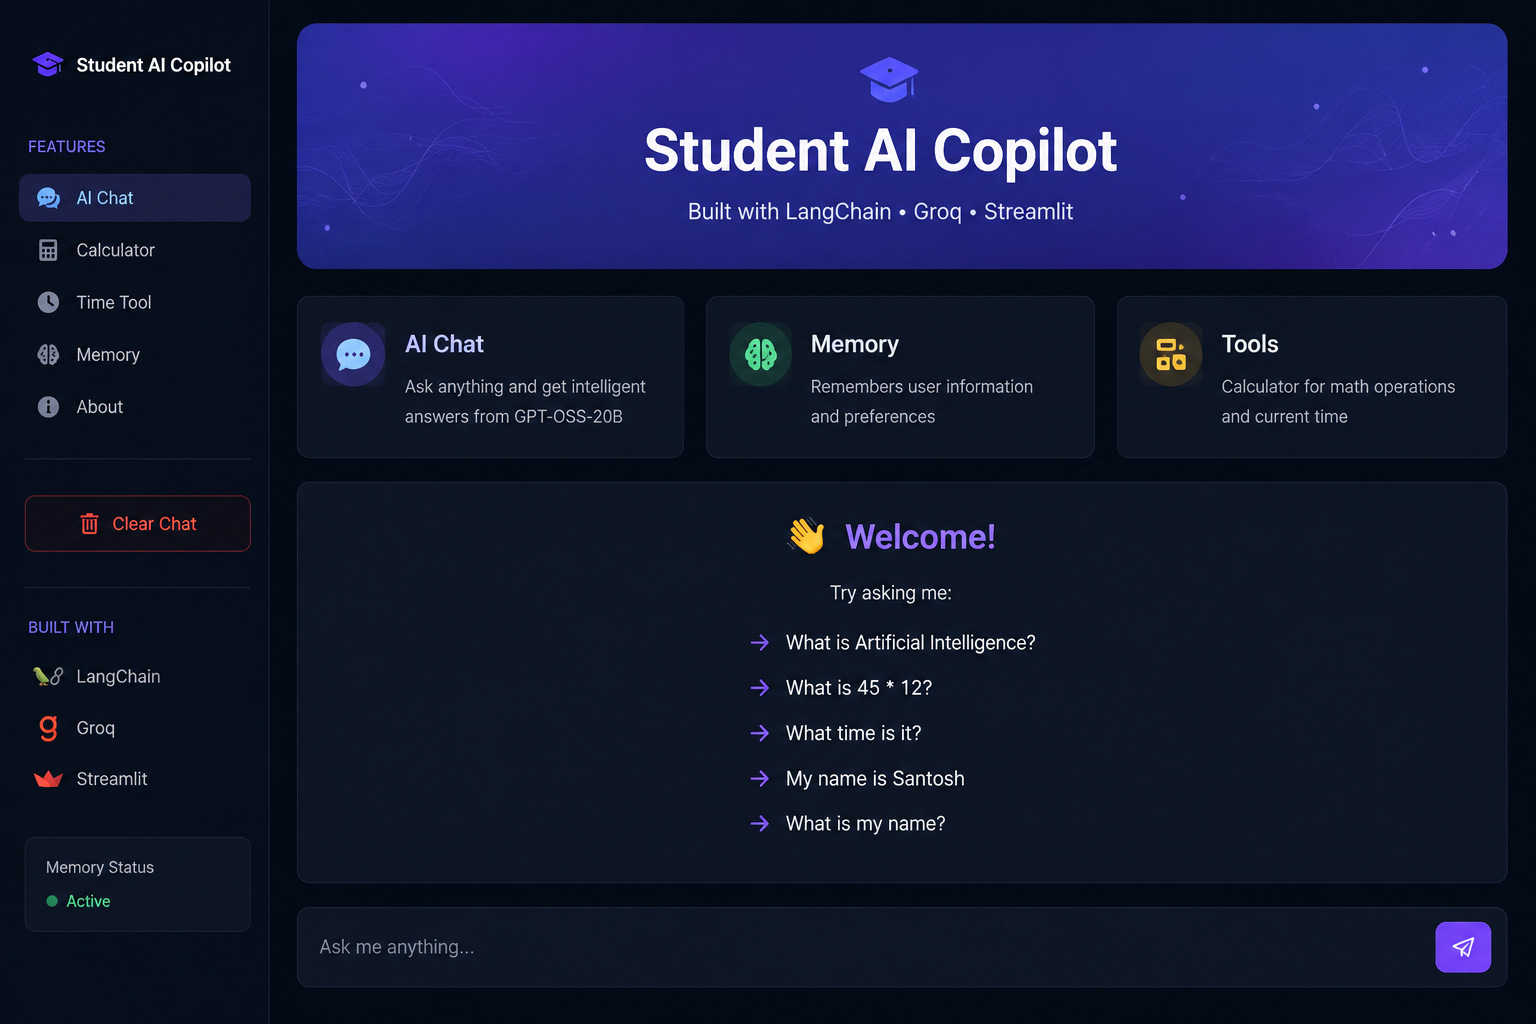 Student AI Copilot
FEATURES
AI Chat
Calculator
Time Tool
Memory
About
Clear Chat
BUILT WITH
LangChain
Groq
Streamlit
Memory Status
Active
Student AI Copilot
Built with LangChain • Groq • Streamlit
AI Chat
Ask anything and get intelligent
answers from GPT-OSS-20B
Memory
Remembers user information
and preferences
Tools
Calculator for math operations
and current time
Welcome!
Try asking me:
What is Artificial Intelligence?
What is 45 * 12?
What time is it?
My name is Santosh
What is my name?
Ask me anything...